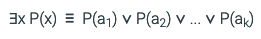 ∃x P(x) ≡ P(a₁) ∨ P(a₂) ∨ ... ∨ P(aₖ)